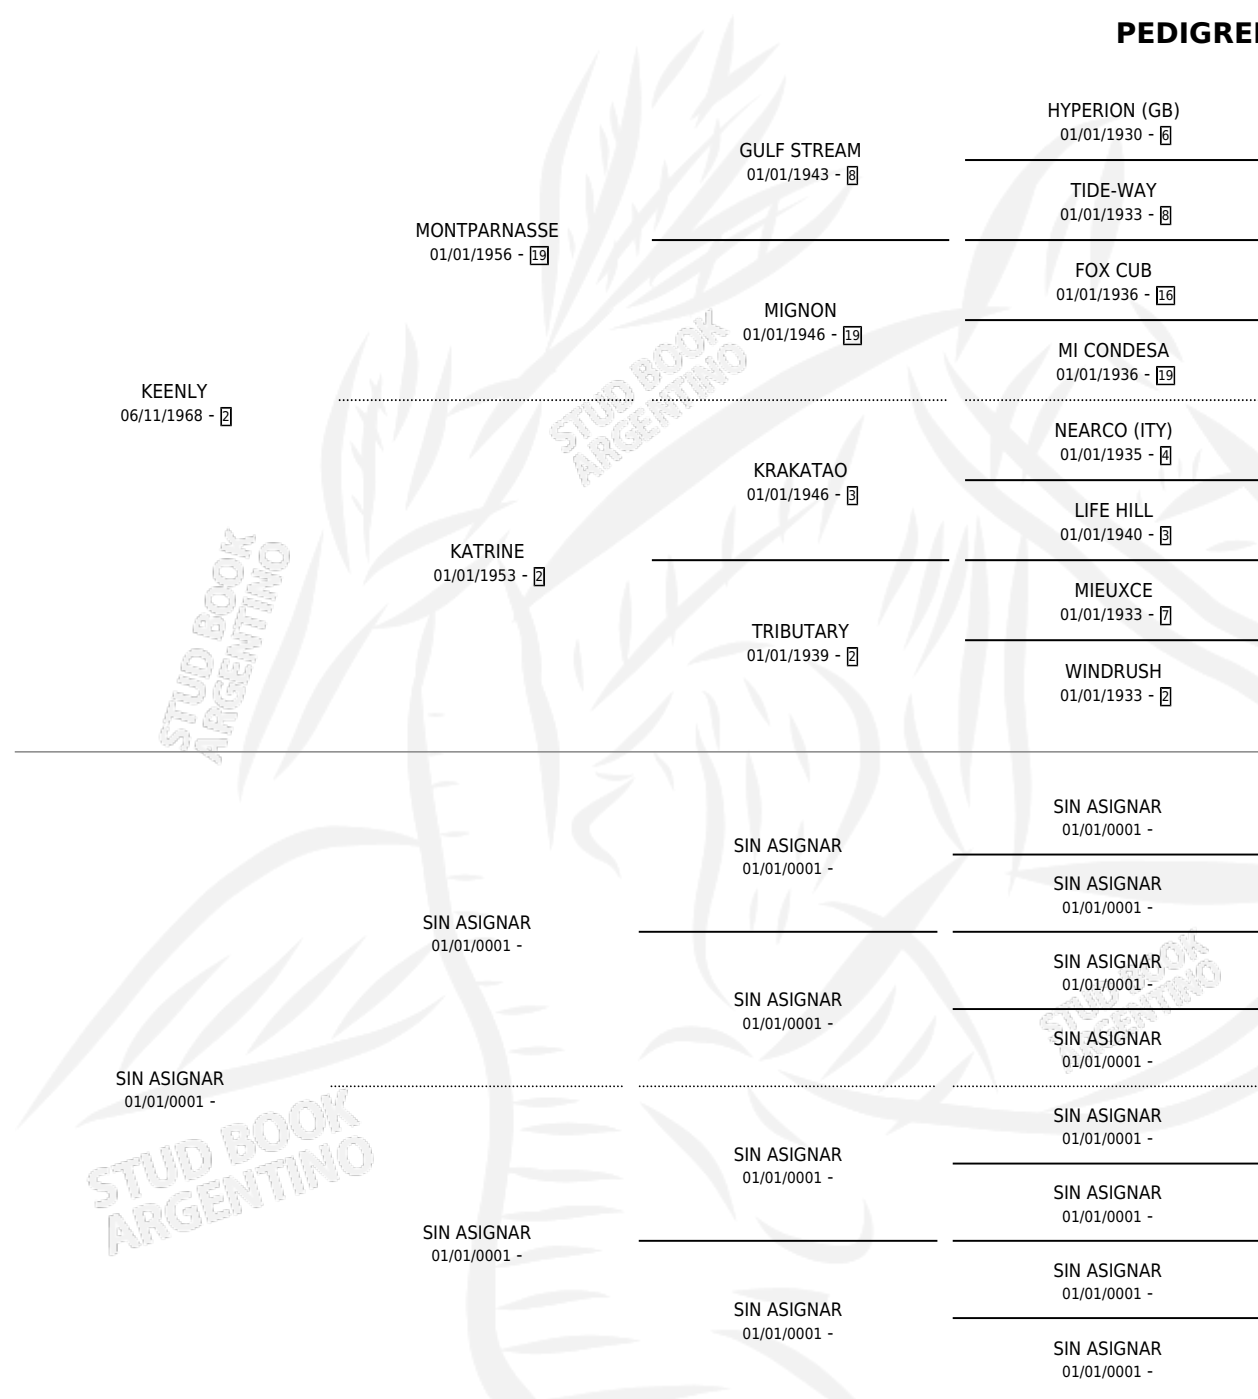 PEDIGREE
HYPERION (GB)
01/01/1930 - 6
GULF STREAM
01/01/1943 - 8
TIDE-WAY
01/01/1933 - 8
MONTPARNASSE
01/01/1956 - 19
FOX CUB
01/01/1936 - 16
MIGNON
01/01/1946 - 19
MI CONDESA
01/01/1936 - 19
KEENLY
06/11/1968 - 2
NEARCO (ITY)
01/01/1935 - 4
KRAKATAO
01/01/1946 - 3
LIFE HILL
01/01/1940 - 3
KATRINE
01/01/1953 - 2
MIEUXCE
01/01/1933 - 7
TRIBUTARY
01/01/1939 - 2
WINDRUSH
01/01/1933 - 2
SIN ASIGNAR
01/01/0001 -
SIN ASIGNAR
01/01/0001 -
SIN ASIGNAR
01/01/0001 -
SIN ASIGNAR
01/01/0001 -
SIN ASIGNAR
01/01/0001 -
SIN ASIGNAR
01/01/0001 -
SIN ASIGNAR
01/01/0001 -
SIN ASIGNAR
01/01/0001 -
SIN ASIGNAR
01/01/0001 -
SIN ASIGNAR
01/01/0001 -
SIN ASIGNAR
01/01/0001 -
SIN ASIGNAR
01/01/0001 -
SIN ASIGNAR
01/01/0001 -
SIN ASIGNAR
01/01/0001 -
SIN ASIGNAR
01/01/0001 -
STUD BOOK
ARGENTINO
STUD BOOK
ARGENTINO
STUD BOOK
ARGENTINO
STUD BOOK
ARGENTINO